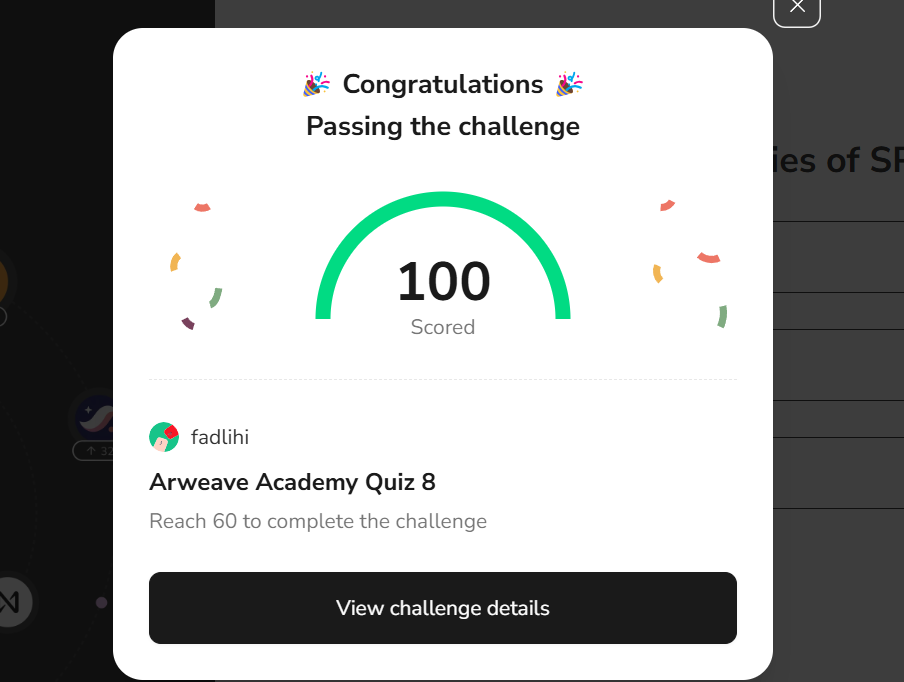 Congratulations
Passing the challenge
100
Scored
fadlihi
Arweave Academy Quiz 8
Reach 60 to complete the challenge
View challenge details
ies of SP
32